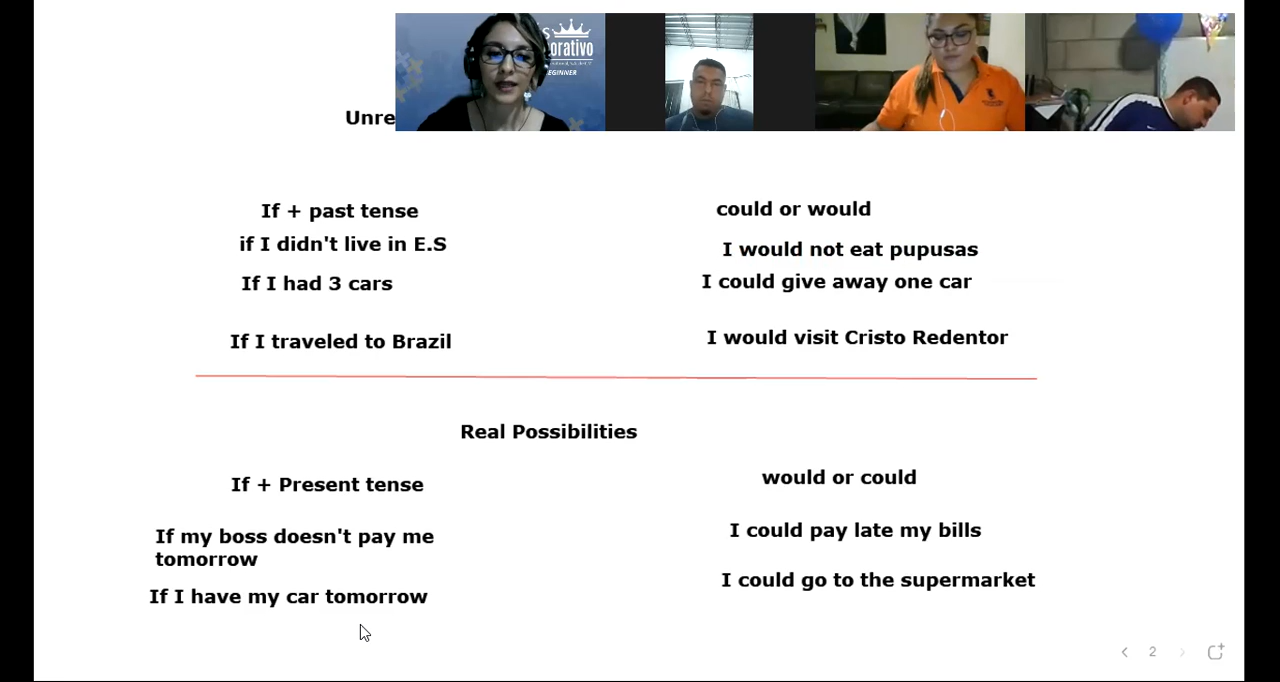 orativo
GINNER
Unre
If + past tense
could or would
if I didn't live in E.S
I would not eat pupusas
If I had 3 cars
I could give away one car
If I traveled to Brazil
I would visit Cristo Redentor
Real Possibilities
If + Present tense
would or could
If my boss doesn't pay me
tomorrow
I could pay late my bills
If I have my car tomorrow
I could go to the supermarket
2